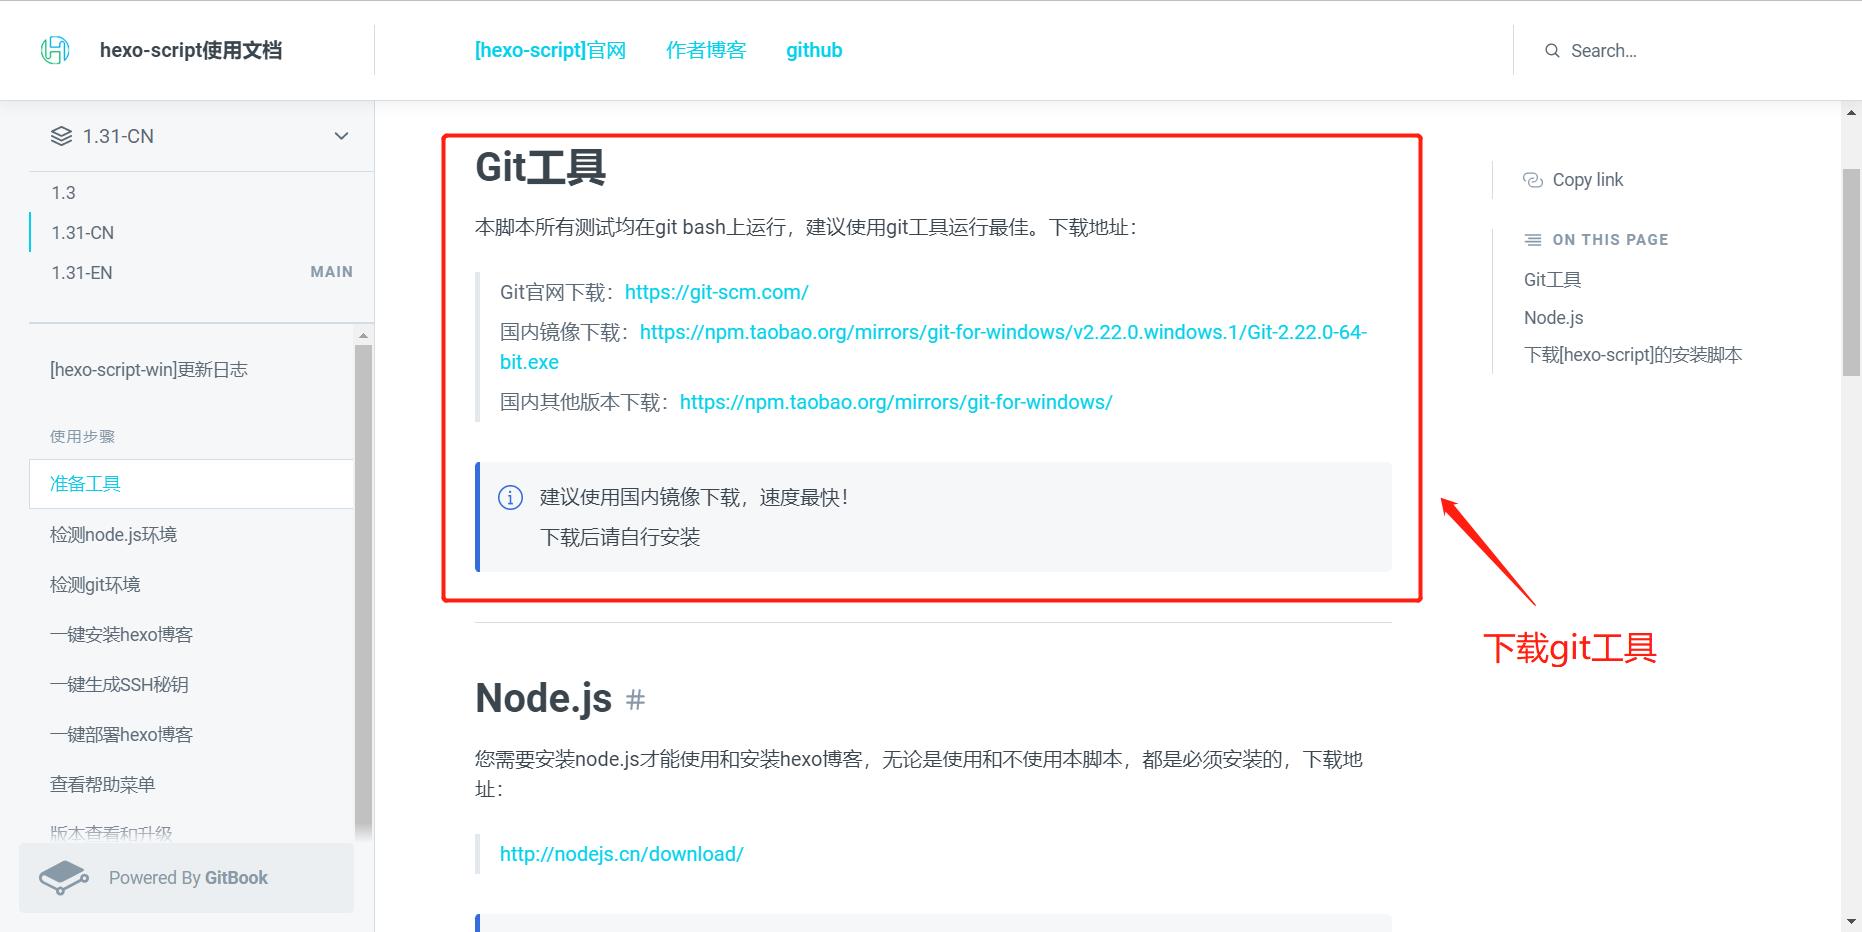 hexo-script使用文档
[hexo-script]官网
作者博客
github
Search...
1.31-CN
1.3
1.31-CN
1.31-EN
MAIN
[hexo-script-win]更新日志
使用步骤
准备工具
检测node.js环境
检测git环境
一键安装hexo博客
一键生成SSH秘钥
一键部署hexo博客
查看帮助菜单
版本查看和升级
Powered By GitBook
Git工具
本脚本所有测试均在git bash上运行，建议使用git工具运行最佳。下载地址：
Git官网下载：https://git-scm.com/
国内镜像下载：https://npm.taobao.org/mirrors/git-for-windows/v2.22.0.windows.1/Git-2.22.0-64-
bit.exe
国内其他版本下载：https://npm.taobao.org/mirrors/git-for-windows/
建议使用国内镜像下载，速度最快！
下载后请自行安装
Node.js #
您需要安装node.js才能使用和安装hexo博客，无论是使用和不使用本脚本，都是必须安装的，下载地
址：
http://nodejs.cn/download/
Copy link
ON THIS PAGE
Git工具
Node.js
下载[hexo-script]的安装脚本
下载git工具